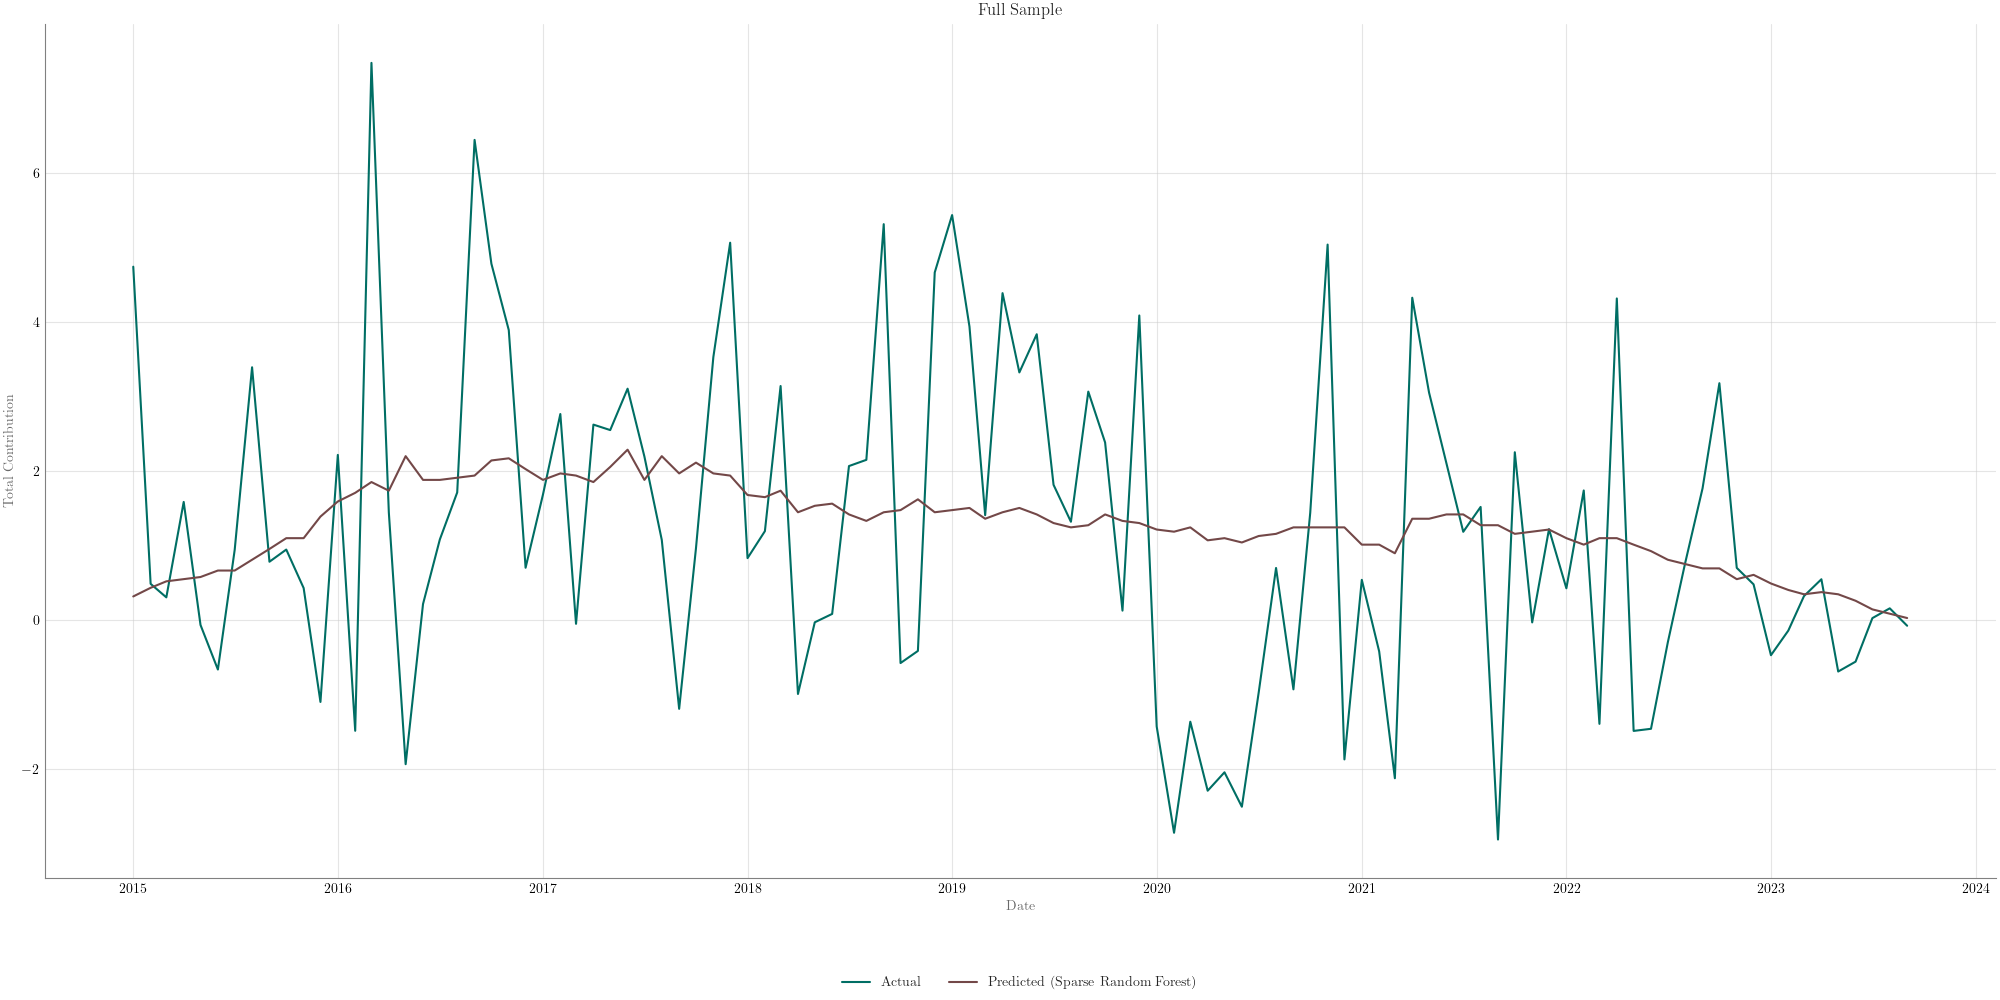 Full Sample
Total Contribution
6
4
2
0
−2
2015 2016 2017 2018 2019 2020 2021 2022 2023 2024
Date
Actual Predicted (Sparse Random Forest)